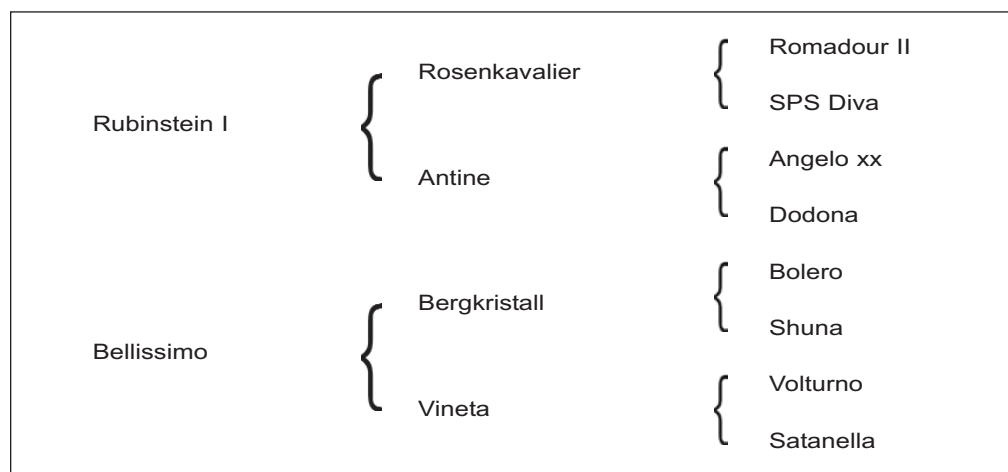 Romadour II
Rosenkavalier
SPS Diva
Rubinstein I
Angelo xx
Antine
Dodona
Bolero
Bergkristall
Shuna
Bellissimo
Volturno
Vineta
Satanella